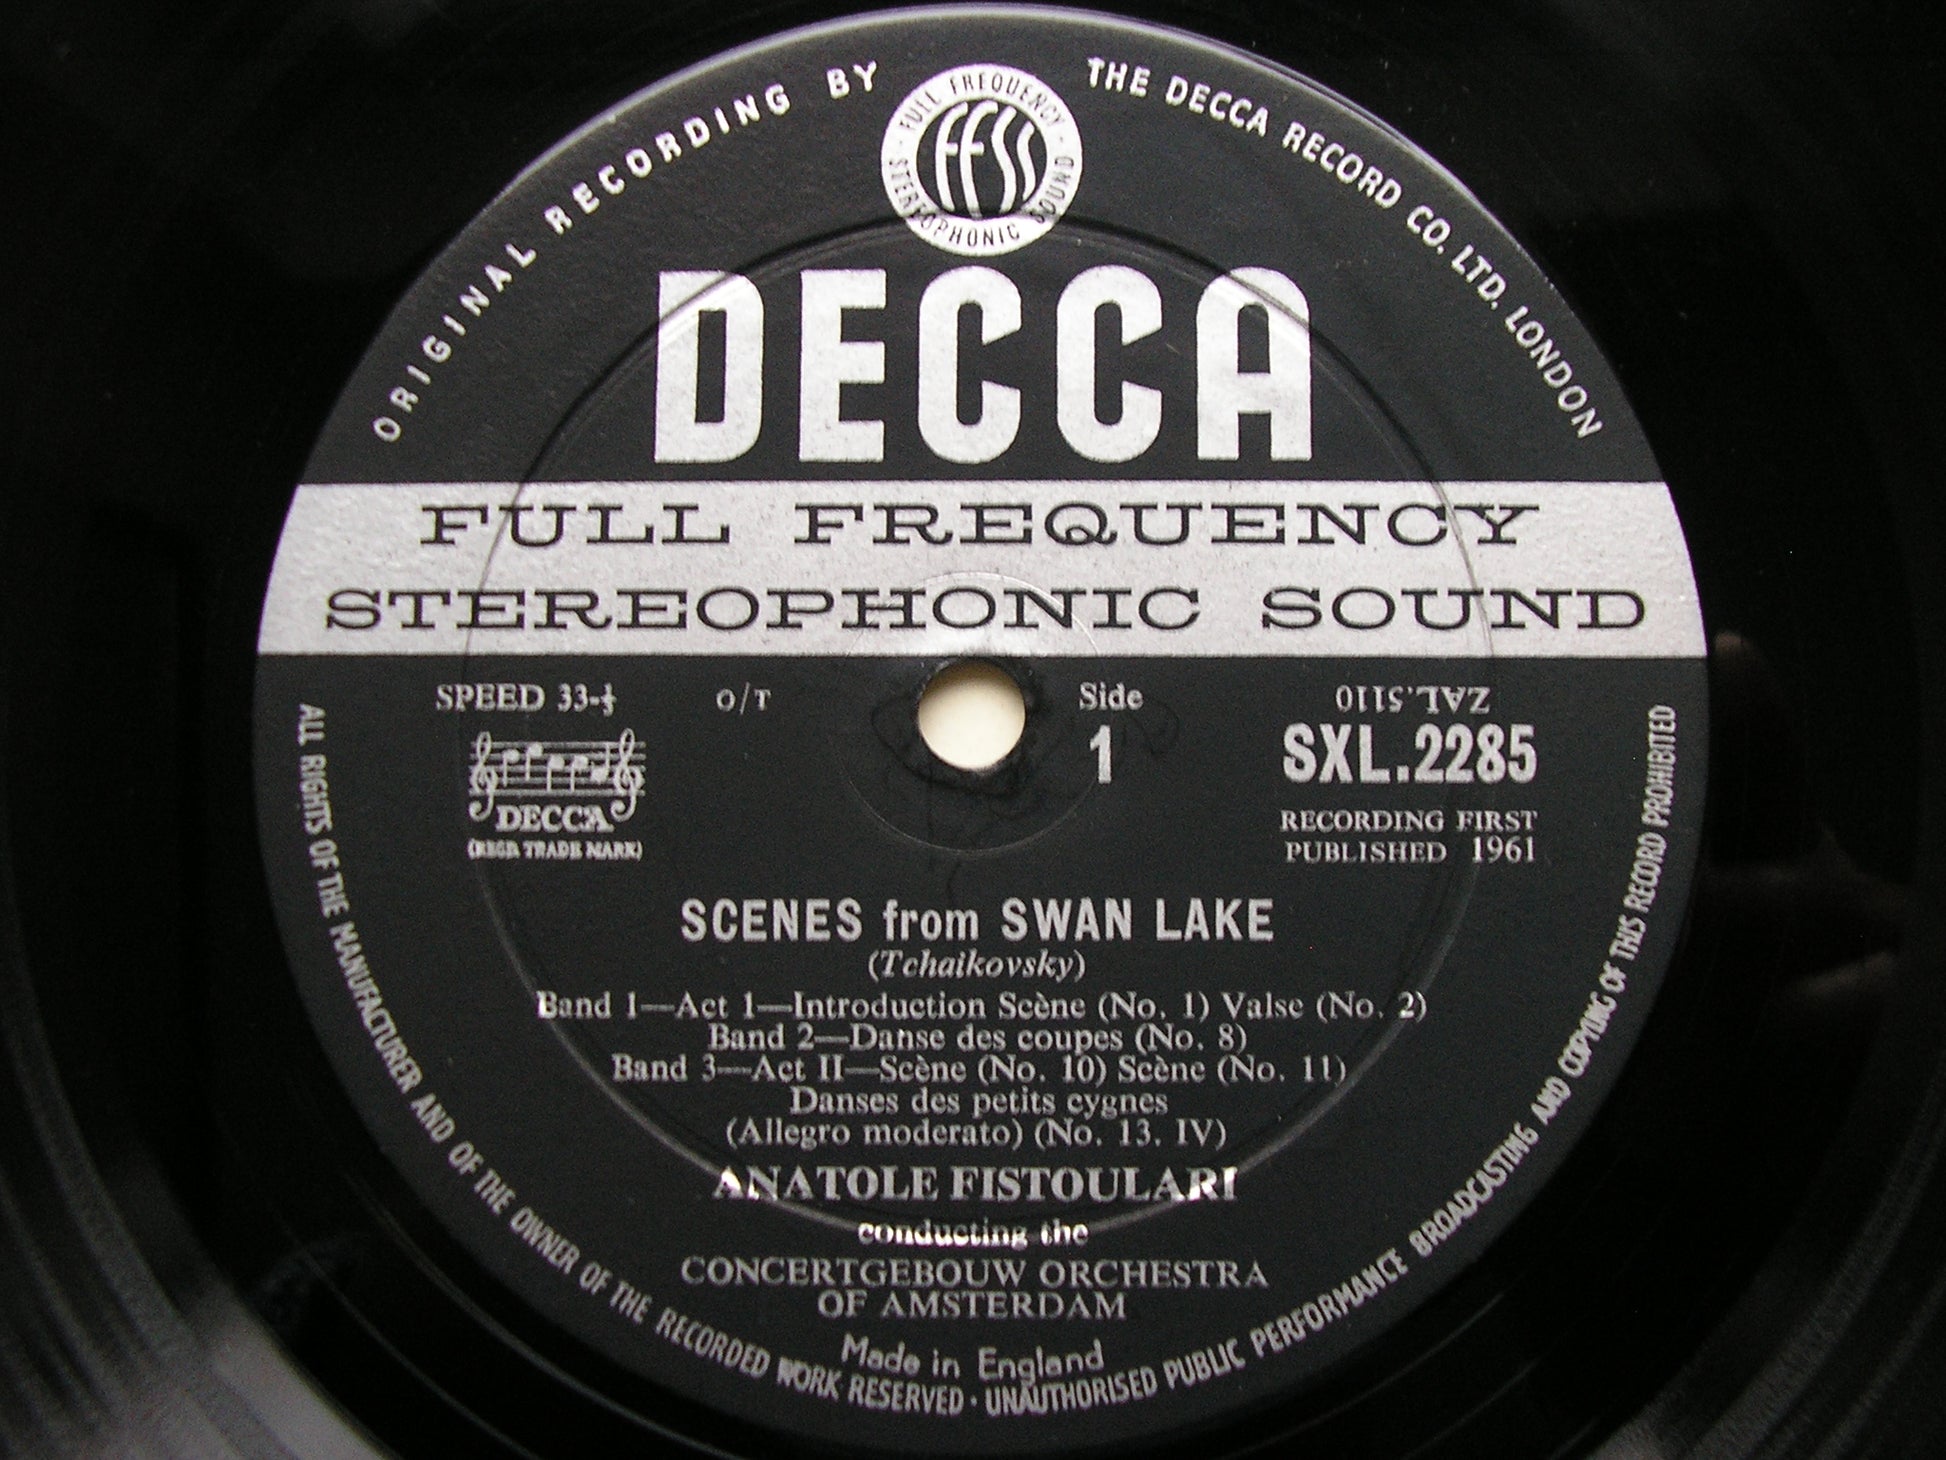 ORIGINAL RECORDING BY
THE DECCA RECORD CO. LTD. LONDON
· FULL FREQUENCY · STEREOPHONIC SOUND
FFSS
DECCA
FULL FREQUENCY
STEREOPHONIC SOUND
SPEED 33-⅓
O/T
Side
1
ZAL.5110
SXL.2285
RECORDING FIRST
PUBLISHED 1961
DECCA
(REGD. TRADE MARK)
SCENES from SWAN LAKE
(Tchaikovsky)
Band 1—Act 1—Introduction Scène (No. 1) Valse (No. 2)
Band 2—Danse des coupes (No. 8)
Band 3—Act II—Scène (No. 10) Scène (No. 11)
Danses des petits cygnes
(Allegro moderato) (No. 13. IV)
ANATOLE FISTOULARI
conducting the
CONCERTGEBOUW ORCHESTRA
OF AMSTERDAM
Made in England
ALL RIGHTS OF THE MANUFACTURER AND OF THE OWNER OF THE RECORDED WORK RESERVED · UNAUTHORISED PUBLIC PERFORMANCE BROADCASTING AND COPYING OF THIS RECORD PROHIBITED